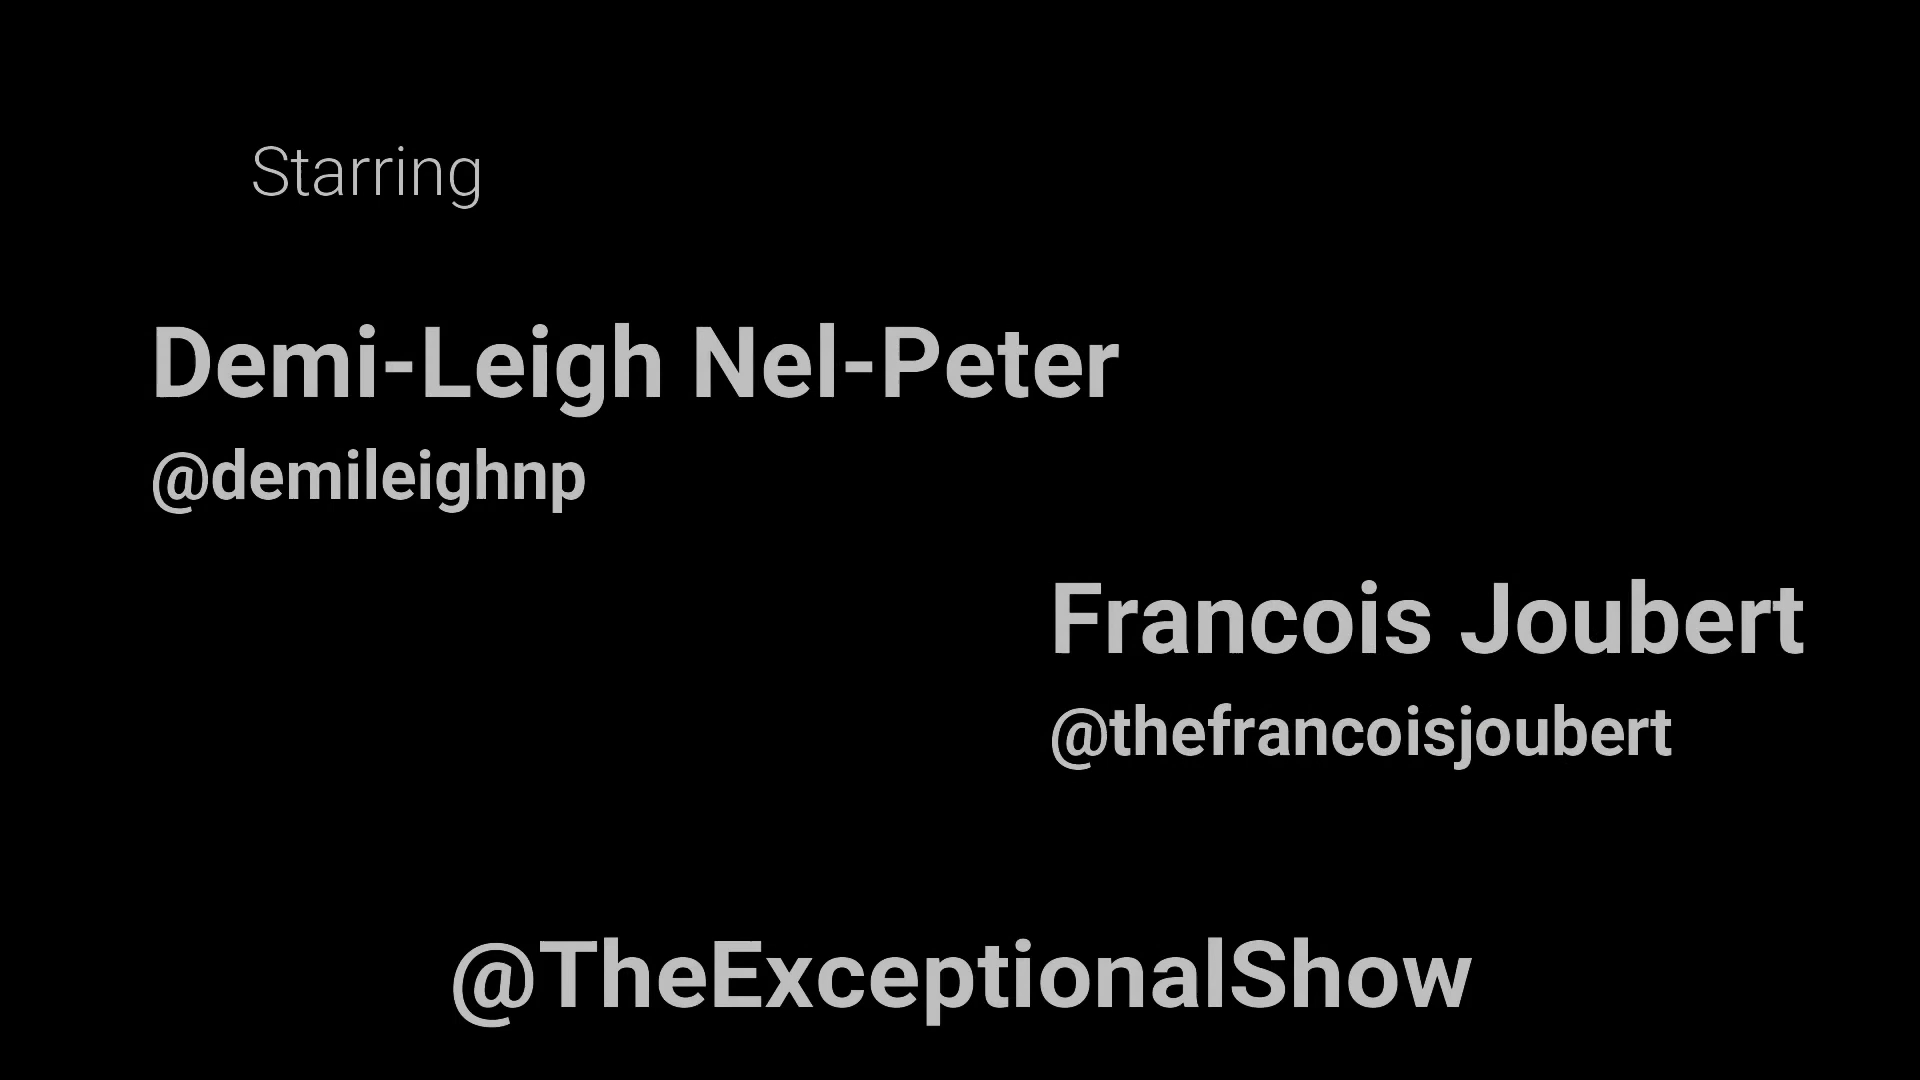 Starring
Demi-Leigh Nel-Peter
@demileighnp
Francois Joubert
@thefrancoisjoubert
@TheExceptionalShow